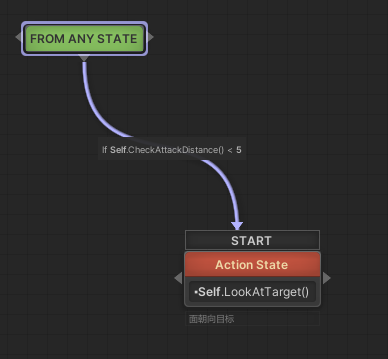 FROM ANY STATE
If Self.CheckAttackDistance() < 5
START
Action State
•Self.LookAtTarget()
面朝向目标